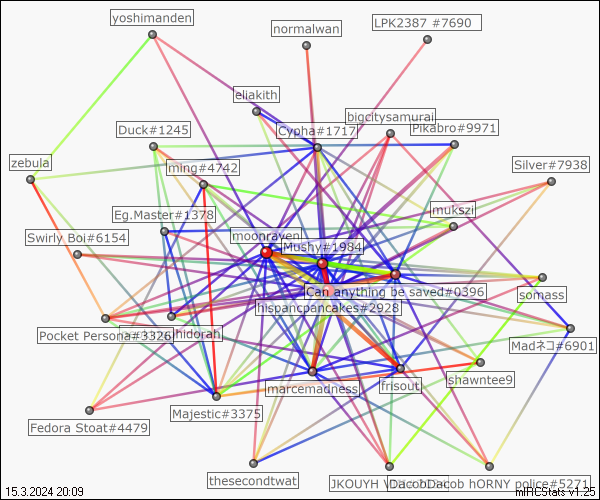 yoshimanden
normalwan
LPK2387 #7690
eliakith
bigcitysamurai
Duck#1245
Cypha#1717
Pikabro#9971
zebula
ming#4742
Silver#7938
Eg.Master#1378
mukszi
Swirly Boi#6154
moonraven
Mushy#1984
Can anything be saved#0396
somass
hispancpancakes#2928
Pocket Persona#3326
hidorah
Madネコ#6901
marcemadness
frisout
shawntee9
Fedora Stoat#4479
Majestic#3375
thesecondtwat
JKOUYH
DacobDacob hORNY police#5271
15.3.2024 20:09
mIRCStats v1.25